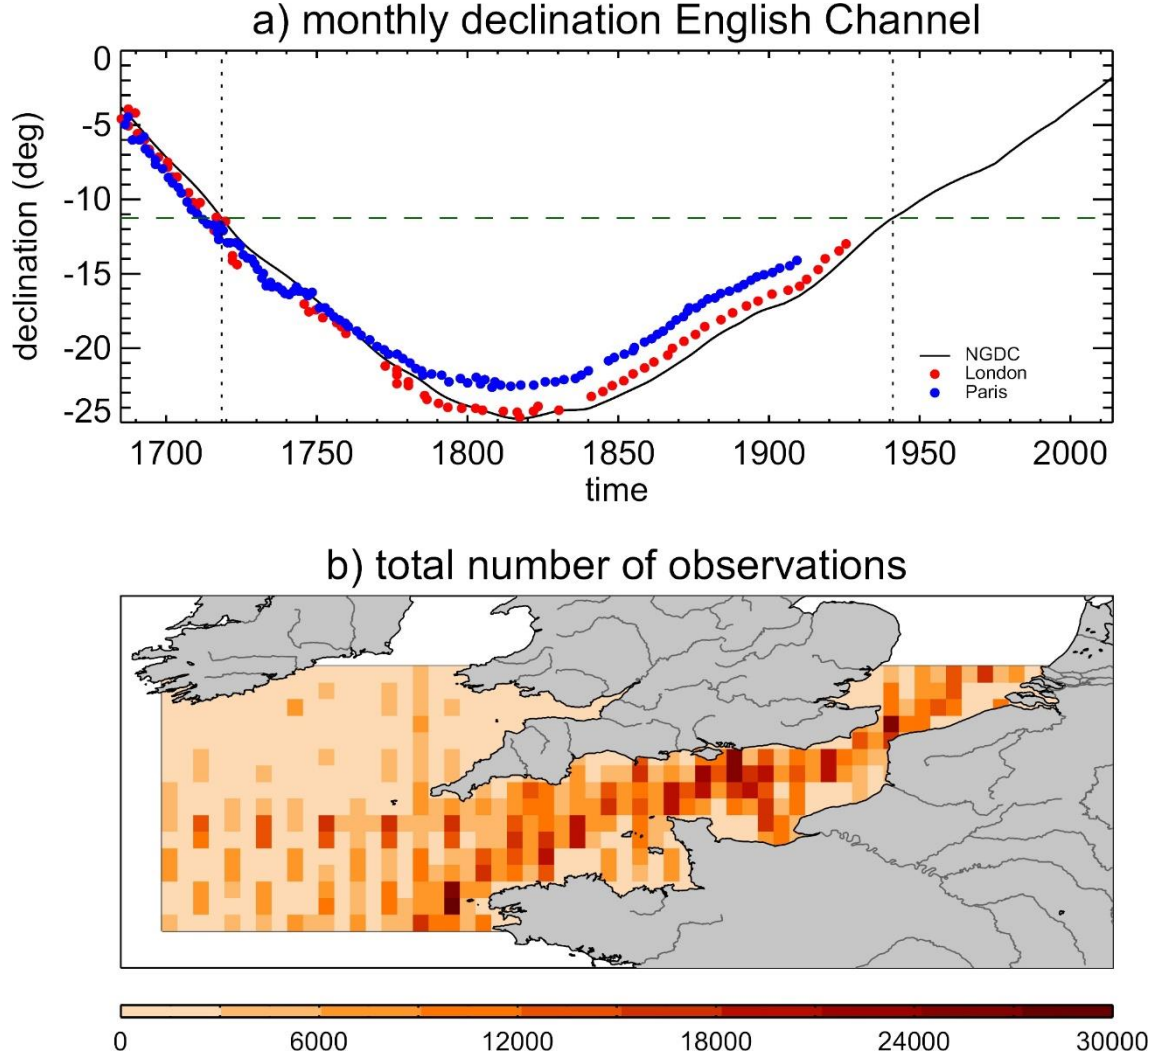 a) monthly declination English Channel
declination (deg)
0
-5
-10
-15
-20
-25
NGDC
London
Paris
1700 1750 1800 1850 1900 1950 2000
time
b) total number of observations
0 6000 12000 18000 24000 30000